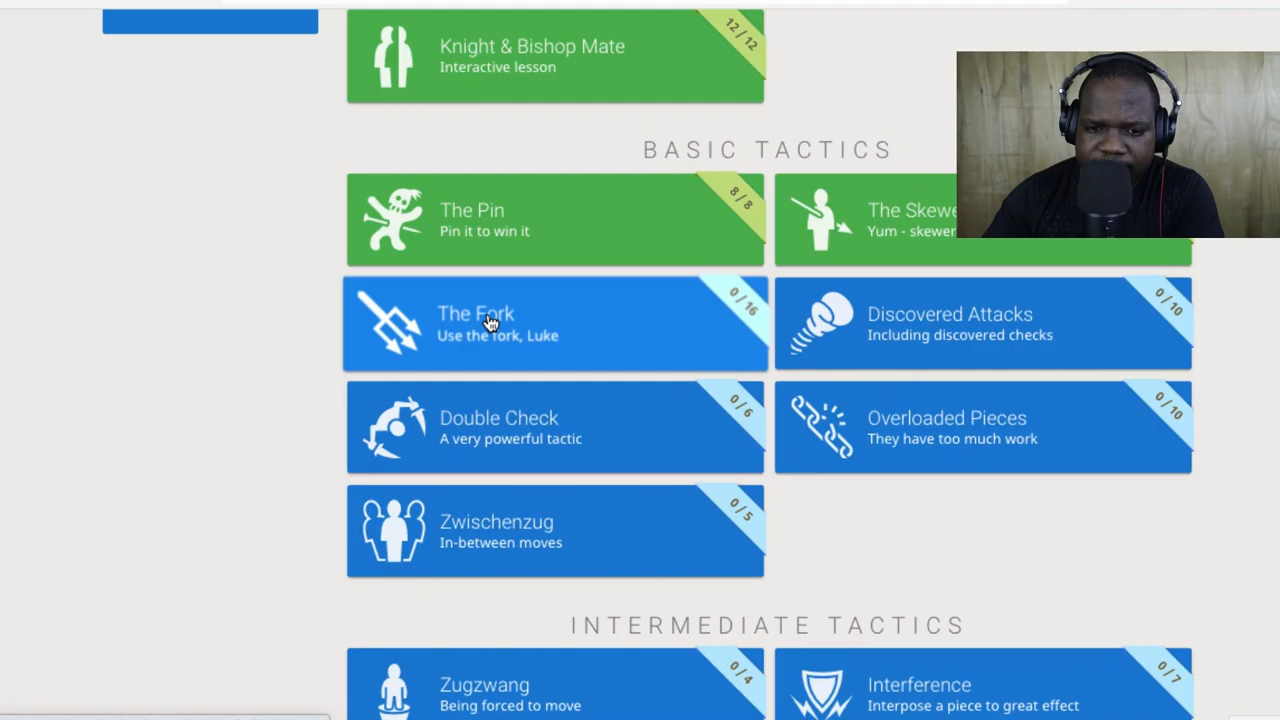 Knight & Bishop Mate
Interactive lesson
12/12
BASIC TACTICS
The Pin
Pin it to win it
8/8
The Skewe
Yum - skewer
The Fork
Use the fork, Luke
0/16
Discovered Attacks
Including discovered checks
0/10
Double Check
A very powerful tactic
0/6
Overloaded Pieces
They have too much work
0/10
Zwischenzug
In-between moves
0/5
INTERMEDIATE TACTICS
Zugzwang
Being forced to move
0/4
Interference
Interpose a piece to great effect
0/7